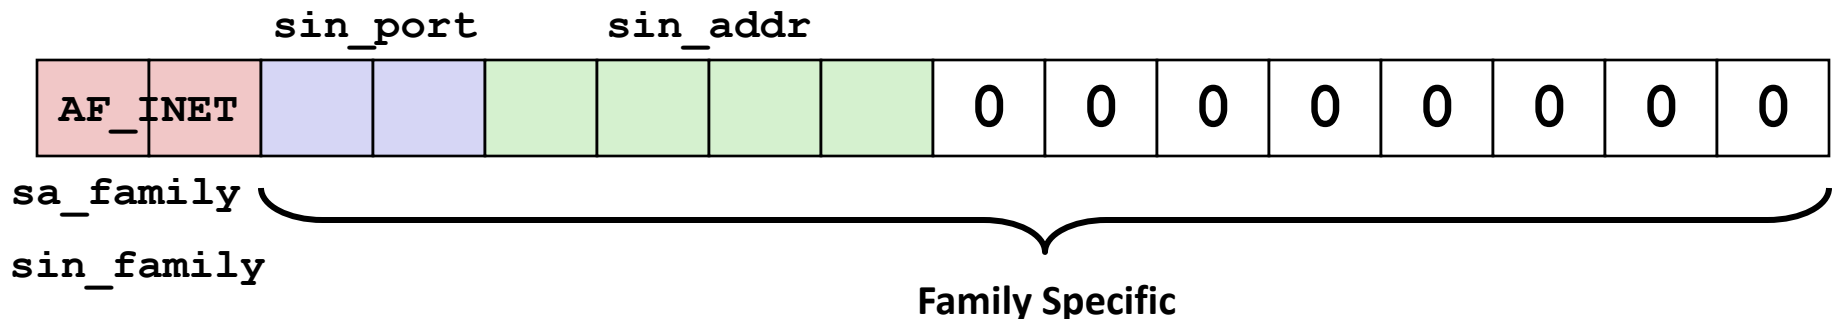 sin_port sin_addr
AF_INET 0 0 0 0 0 0 0 0
sa_family
sin_family
Family Specific